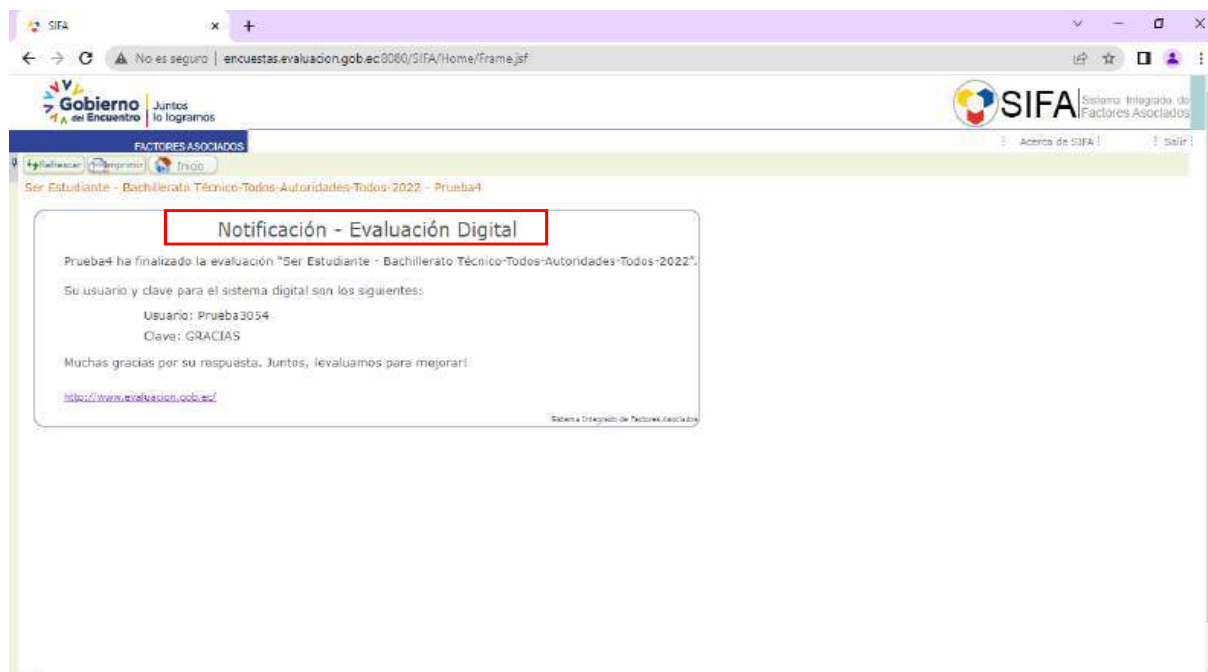 SIFA
No es seguro | encuestas.evaluacion.gob.ec:8080/SIFA/Home/Frame.jsf
Gobierno del Encuentro | Juntos lo logramos
SIFA Sistema Integrado de Factores Asociados
FACTORES ASOCIADOS
Acerca de SIFA Salir
Refrescar Imprimir Inicio
Ser Estudiante - Bachillerato Técnico-Todos-Autoridades-Todos-2022 - Prueba4
Notificación - Evaluación Digital
Prueba4 ha finalizado la evaluación "Ser Estudiante - Bachillerato Técnico-Todos-Autoridades-Todos-2022".
Su usuario y clave para el sistema digital son los siguientes:
Usuario: Prueba3054
Clave: GRACIAS
Muchas gracias por su respuesta. Juntos, ¡evaluamos para mejorar!
http://www.evaluacion.gob.ec/
Sistema Integrado de Factores Asociados